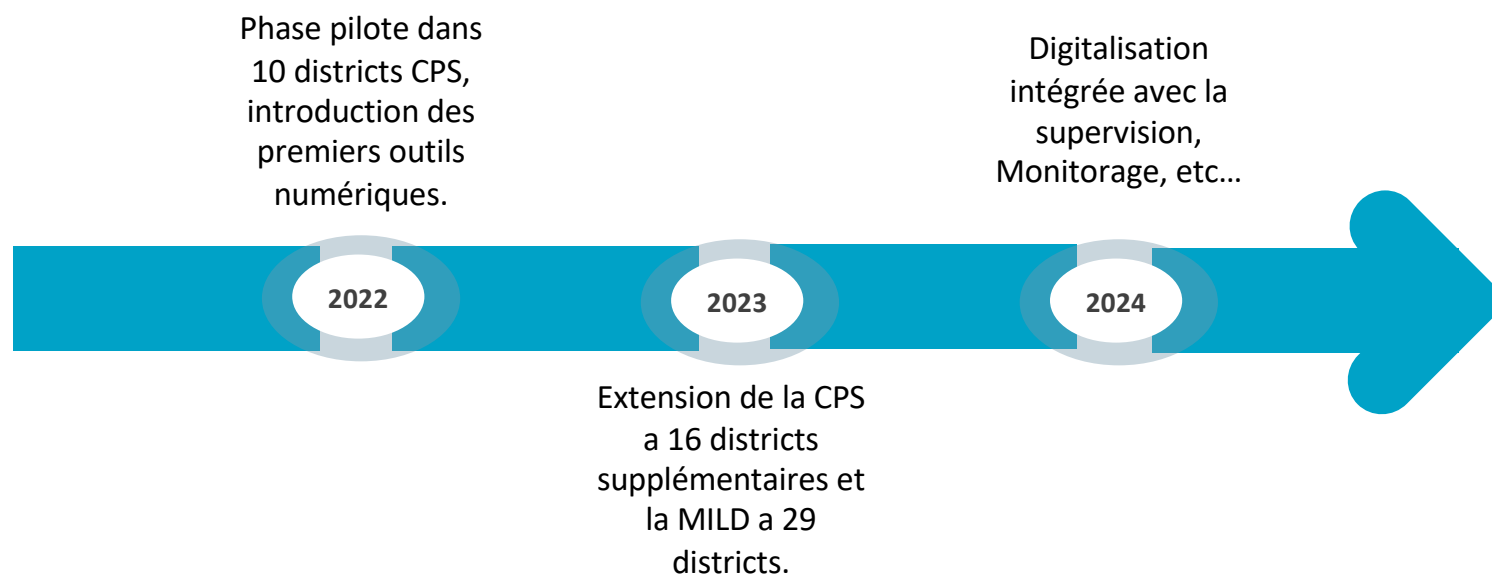 Phase pilote dans
10 districts CPS,
introduction des
premiers outils
numériques.
2022
Extension de la CPS
a 16 districts
supplémentaires et
la MILD a 29
districts.
2023
Digitalisation
intégrée avec la
supervision,
Monitorage, etc…
2024